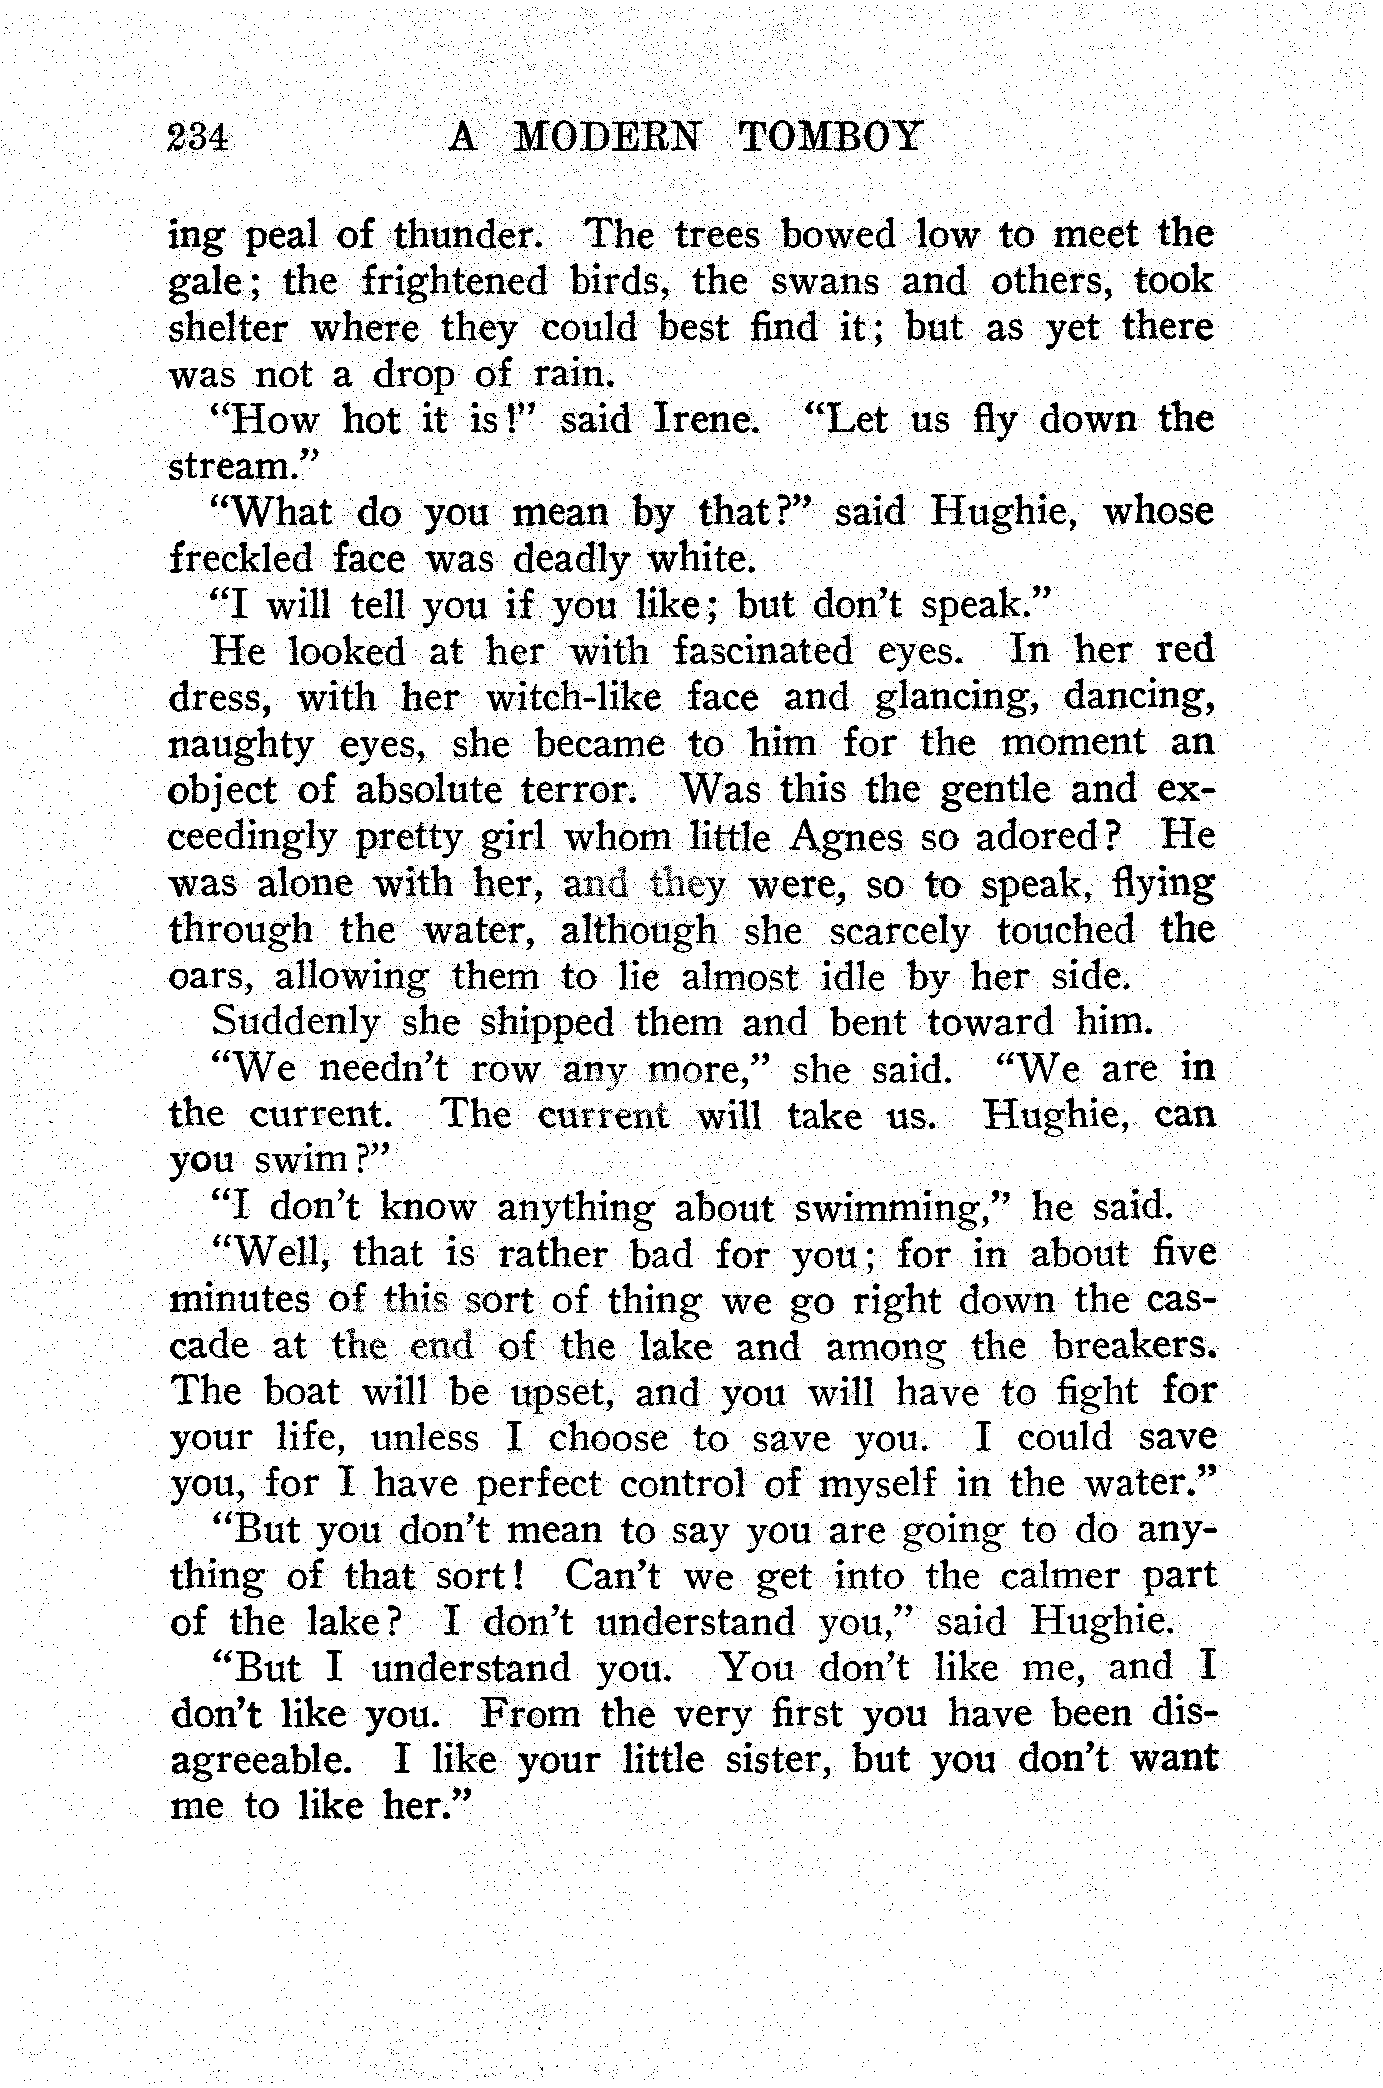 234 A MODERN TOMBOY
ing peal of thunder. The trees bowed low to meet the
gale; the frightened birds, the swans and others, took
shelter where they could best find it; but as yet there
was not a drop of rain.
“How hot it is!” said Irene. “Let us fly down the
stream.”
“What do you mean by that?” said Hughie, whose
freckled face was deadly white.
“I will tell you if you like; but don’t speak.”
He looked at her with fascinated eyes. In her red
dress, with her witch-like face and glancing, dancing,
naughty eyes, she became to him for the moment an
object of absolute terror. Was this the gentle and ex-
ceedingly pretty girl whom little Agnes so adored? He
was alone with her, and they were, so to speak, flying
through the water, although she scarcely touched the
oars, allowing them to lie almost idle by her side.
Suddenly she shipped them and bent toward him.
“We needn’t row any more,” she said. “We are in
the current. The current will take us. Hughie, can
you swim?”
“I don’t know anything about swimming,” he said.
“Well, that is rather bad for you; for in about five
minutes of this sort of thing we go right down the cas-
cade at the end of the lake and among the breakers.
The boat will be upset, and you will have to fight for
your life, unless I choose to save you. I could save
you, for I have perfect control of myself in the water.”
“But you don’t mean to say you are going to do any-
thing of that sort! Can’t we get into the calmer part
of the lake? I don’t understand you,” said Hughie.
“But I understand you. You don’t like me, and I
don’t like you. From the very first you have been dis-
agreeable. I like your little sister, but you don’t want
me to like her.”